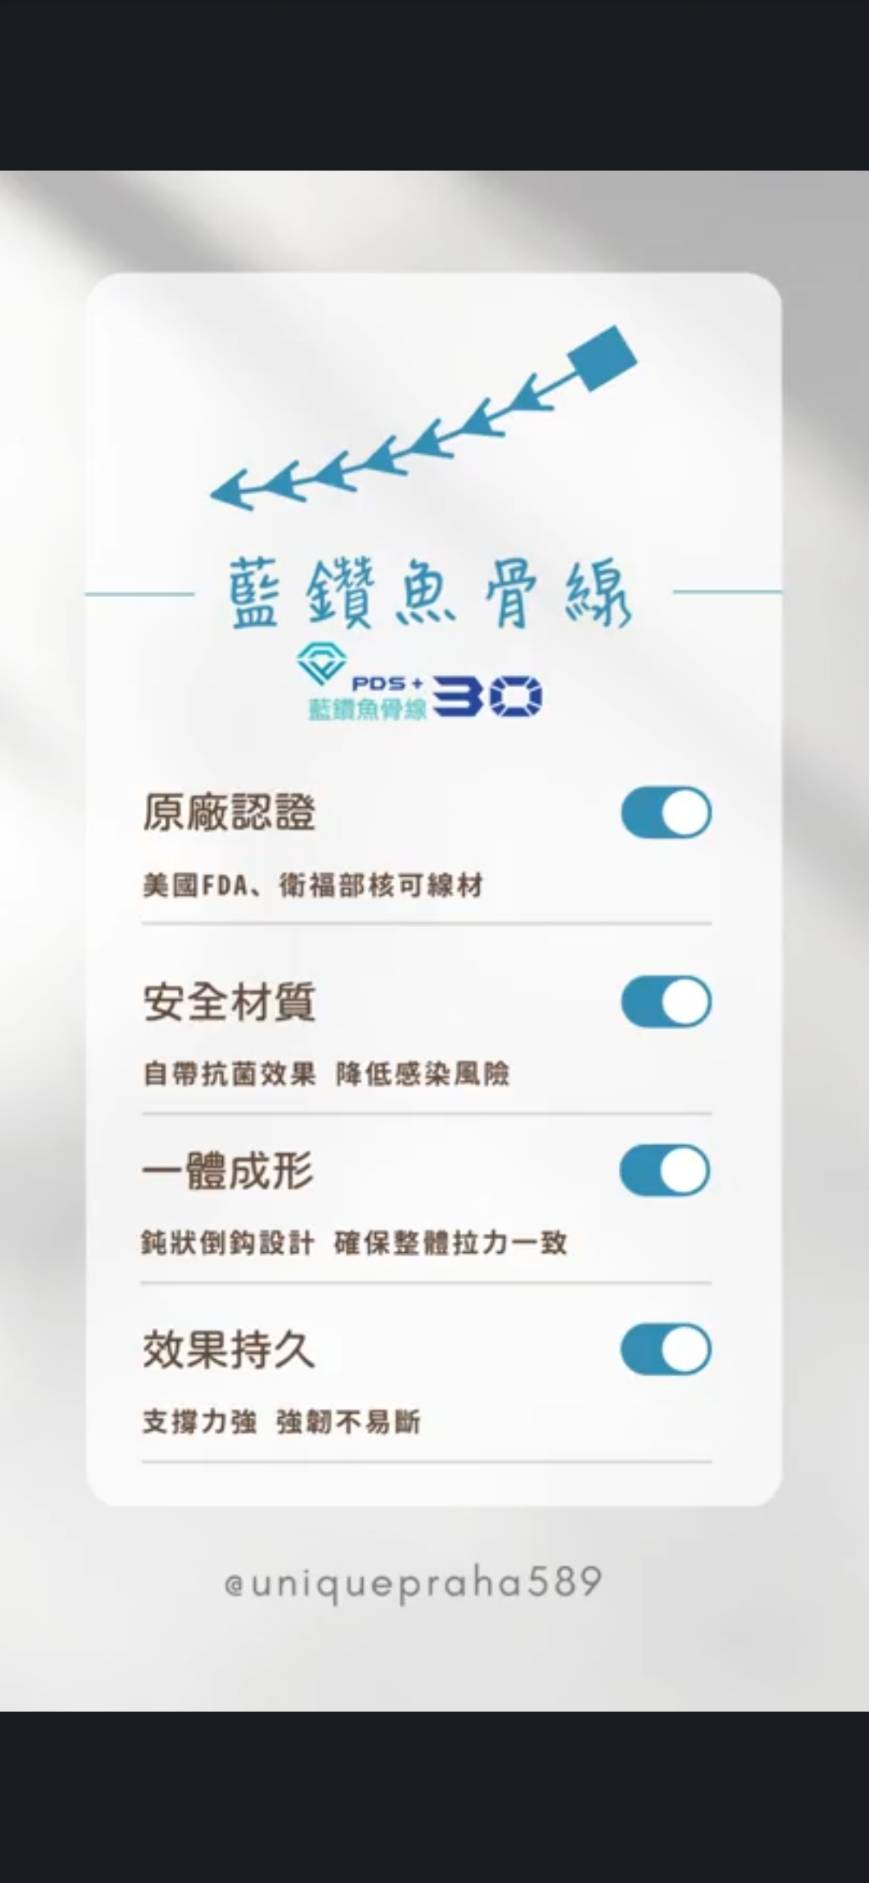 藍鑽魚骨線
PDS+ 30
藍鑽魚骨線
原廠認證
美國FDA、衛福部核可線材
安全材質
自帶抗菌效果 降低感染風險
一體成形
鈍狀倒鈎設計 確保整體拉力一致
效果持久
支撐力強 強韌不易斷
@uniquepraha589